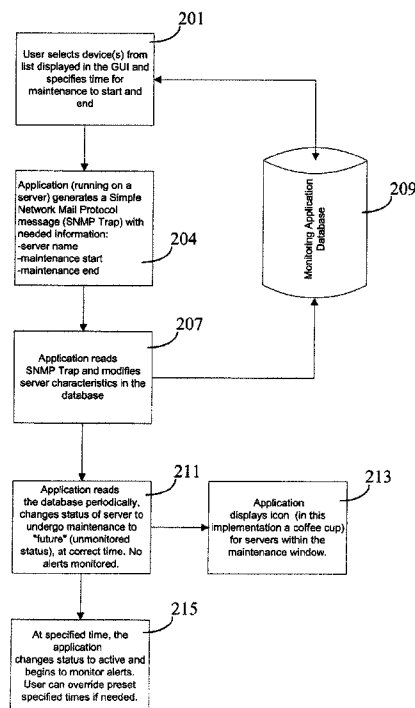 201
User selects device(s) from
list displayed in the GUI and
specifies time for
maintenance to start and
end
Application (running on a
server) generates a Simple
Network Mail Protocol
message (SNMP Trap) with
needed information:
-server name
-maintenance start
-maintenance end
204
Monitoring Application
Database
209
207
Application reads
SNMP Trap and modifies
server characteristics in the
database
211
Application reads
the database periodically,
changes status of server to
undergo maintenance to
"future" (unmonitored
status), at correct time. No
alerts monitored.
213
Application
displays icon (in this
implementation a coffee cup)
for servers within the
maintenance window.
215
At specified time, the
application
changes status to active and
begins to monitor alerts.
User can override preset
specified times if needed.